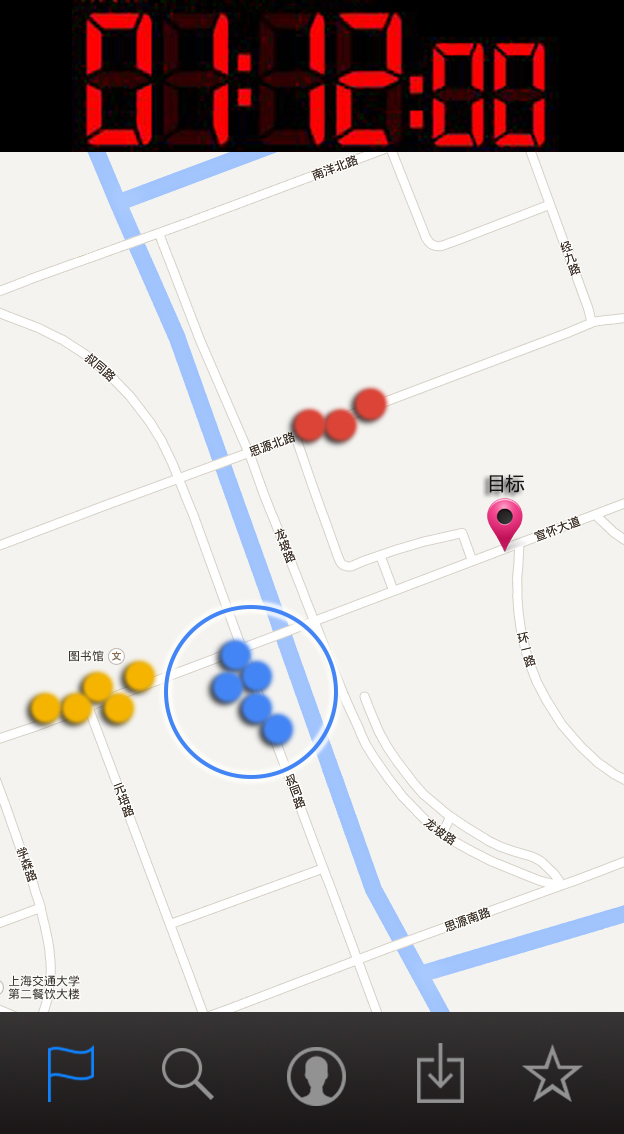 01:12:00
南洋北路
经九路
叔同路
思源北路
目标
宣怀大道
龙坡路
环一路
图书馆 文
元培路
叔同路
龙坡路
学森路
思源南路
上海交通大学
第二餐饮大楼